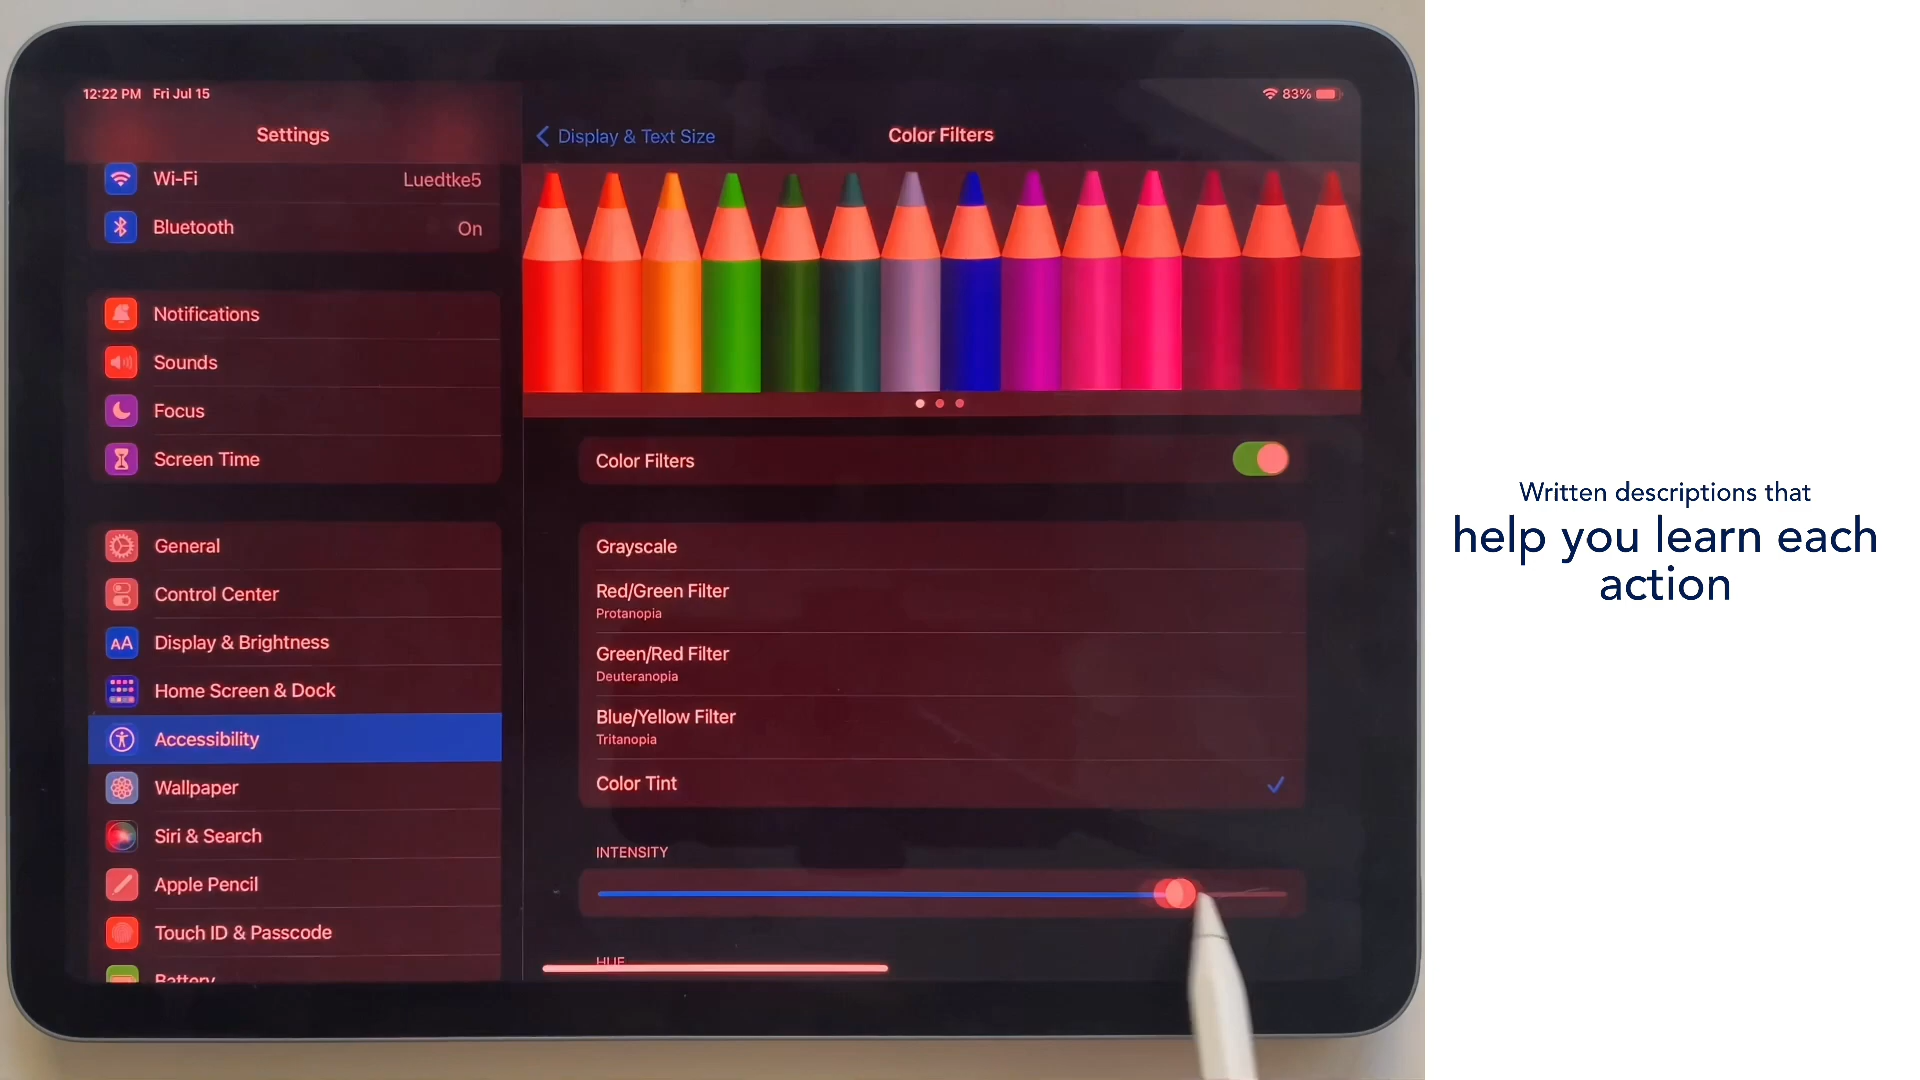 12:22 PM Fri Jul 15
83%
Settings
Wi-Fi Luedtke5
Bluetooth On
Notifications
Sounds
Focus
Screen Time
General
Control Center
AA Display & Brightness
Home Screen & Dock
Accessibility
Wallpaper
Siri & Search
Apple Pencil
Touch ID & Passcode
Battery
Display & Text Size
Color Filters
Color Filters
Grayscale
Red/Green Filter
Protanopia
Green/Red Filter
Deuteranopia
Blue/Yellow Filter
Tritanopia
Color Tint
INTENSITY
HUE
Written descriptions that
help you learn each
action